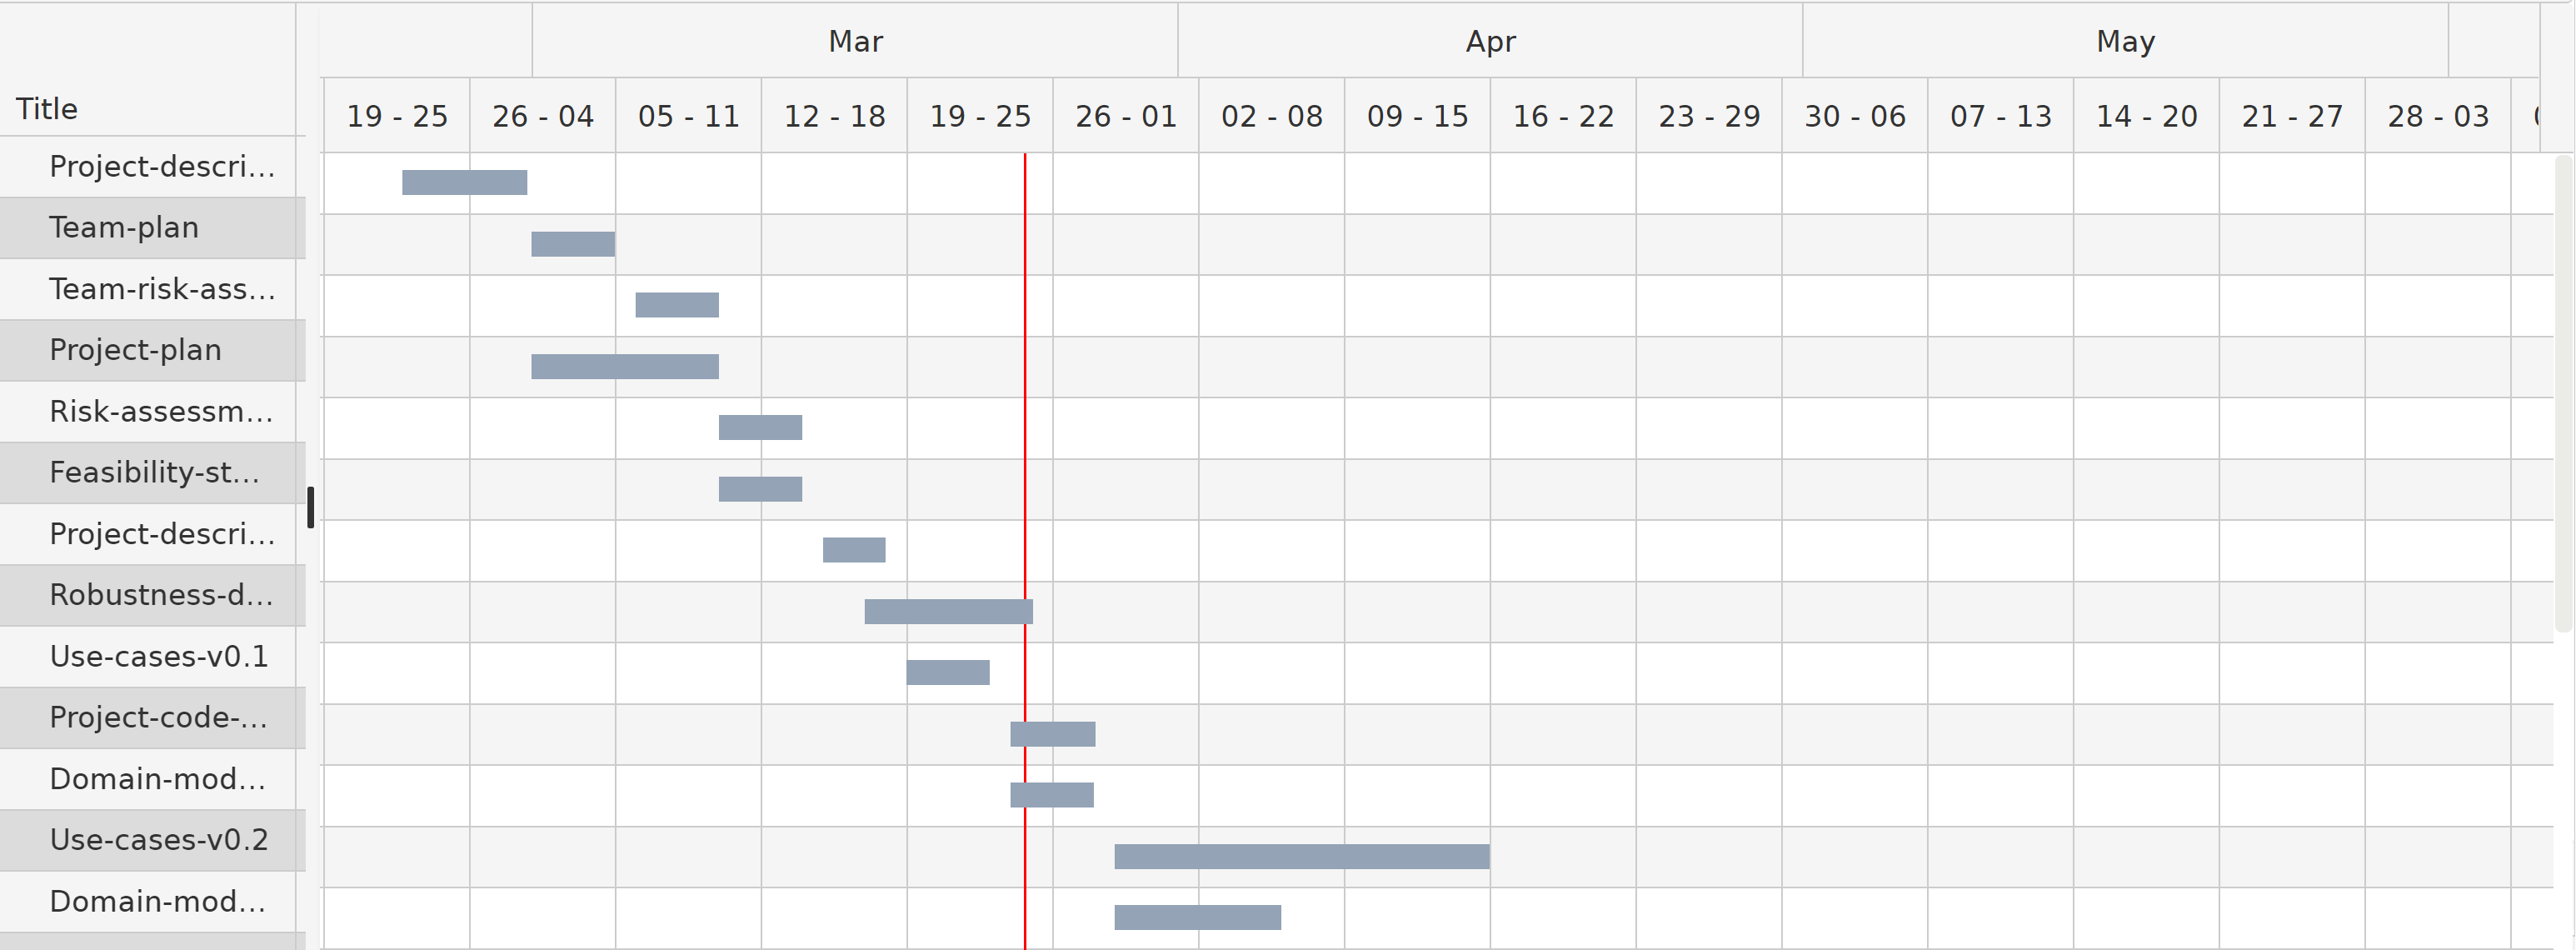 Mar Apr May
Title 19 - 25 26 - 04 05 - 11 12 - 18 19 - 25 26 - 01 02 - 08 09 - 15 16 - 22 23 - 29 30 - 06 07 - 13 14 - 20 21 - 27 28 - 03
Project-descri...
Team-plan
Team-risk-ass...
Project-plan
Risk-assessm...
Feasibility-st...
Project-descri...
Robustness-d...
Use-cases-v0.1
Project-code-...
Domain-mod...
Use-cases-v0.2
Domain-mod...